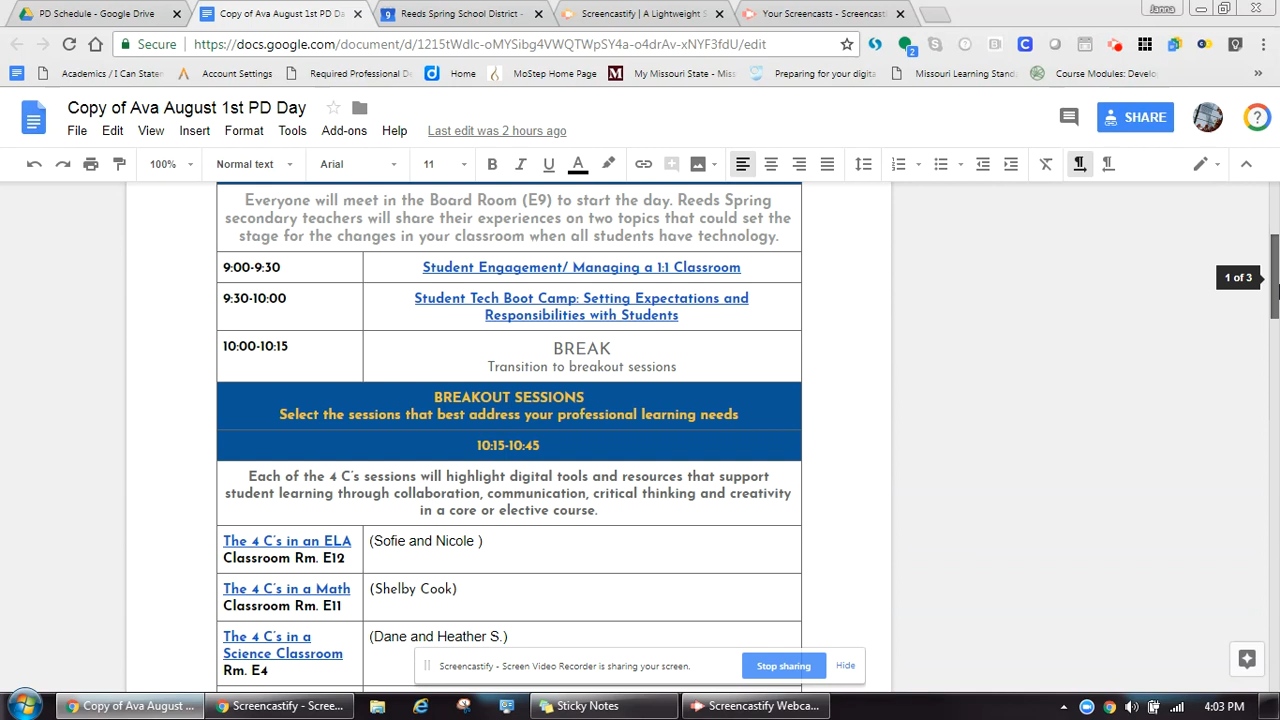 PD Schedule - Google Drive
Copy of Ava August 1st PD
Reeds Spring School District -
Screencastify | A Lightweight S
Your Screencasts - Screencast
Janna
Secure
https://docs.google.com/document/d/1215tWdIc-oMYSibg4VWQTWpSY4a-o4drAv-xNYF3fdU/edit
2
Academics / I Can State
Account Settings
Required Professional D
Home
MoStep Home Page
My Missouri State - Miss
Preparing for your digita
Missouri Learning Stand
Course Modules: Develo
Copy of Ava August 1st PD Day
File Edit View Insert Format Tools Add-ons Help Last edit was 2 hours ago
SHARE
100% Normal text Arial 11
Everyone will meet in the Board Room (E9) to start the day. Reeds Spring
secondary teachers will share their experiences on two topics that could set the
stage for the changes in your classroom when all students have technology.
9:00-9:30 Student Engagement/ Managing a 1:1 Classroom
1 of 3
9:30-10:00 Student Tech Boot Camp: Setting Expectations and
Responsibilities with Students
10:00-10:15 BREAK
Transition to breakout sessions
BREAKOUT SESSIONS
Select the sessions that best address your professional learning needs
10:15-10:45
Each of the 4 C's sessions will highlight digital tools and resources that support
student learning through collaboration, communication, critical thinking and creativity
in a core or elective course.
The 4 C's in an ELA (Sofie and Nicole )
Classroom Rm. E12
The 4 C's in a Math (Shelby Cook)
Classroom Rm. E11
The 4 C's in a (Dane and Heather S.)
Science Classroom
Rm. E4
Screencastify - Screen Video Recorder is sharing your screen. Stop sharing Hide
Copy of Ava August ...
Screencastify - Scree...
Sticky Notes
Screencastify Webca...
4:03 PM